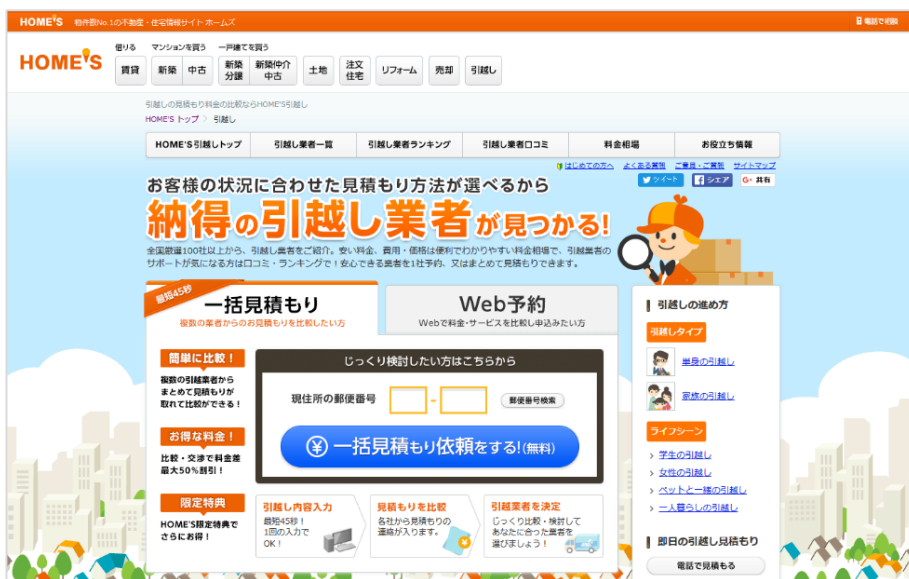 HOME'S 物件数No.1の不動産・住宅情報サイト ホームズ
電話で相談
HOME'S
借りる マンションを買う 一戸建てを買う
賃貸 新築 中古 新築分譲 新築仲介中古 土地 注文住宅 リフォーム 売却 引越し
引越しの見積もり料金の比較ならHOME'S引越し
HOME'S トップ > 引越し
HOME'S引越しトップ 引越し業者一覧 引越し業者ランキング 引越し業者口コミ 料金相場 お役立ち情報
はじめての方へ よくある質問 ご意見・ご質問 サイトマップ
ツイート シェア G+ 共有
お客様の状況に合わせた見積もり方法が選べるから
納得の引越し業者が見つかる!
全国厳選100社以上から、引越し業者をご紹介。安い料金、費用・価格は便利でわかりやすい料金相場で、引越業者の
サポートが気になる方は口コミ・ランキングで!安心できる業者を1社予約、又はまとめて見積もりできます。
最短45秒
一括見積もり
複数の業者からのお見積もりを比較したい方
Web予約
Webで料金・サービスを比較し申込みたい方
簡単に比較!
複数の引越業者から
まとめて見積もりが
取れて比較ができる!
お得な料金!
比較・交渉で料金差
最大50%割引!
限定特典
HOME'S限定特典で
さらにお得!
じっくり検討したい方はこちらから
現住所の郵便番号 - 郵便番号検索
¥ 一括見積もり依頼をする!(無料)
引越し内容入力
最短45秒!
1回の入力で
OK!
見積もりを比較
各社から見積もりの
連絡が入ります。
引越業者を決定
じっくり比較・検討して
あなたに合った業者を
選びましょう!
引越しの進め方
引越しタイプ
単身の引越し
家族の引越し
ライフシーン
学生の引越し
女性の引越し
ペットと一緒の引越し
一人暮らしの引越し
即日の引越し見積もり
電話で見積もる